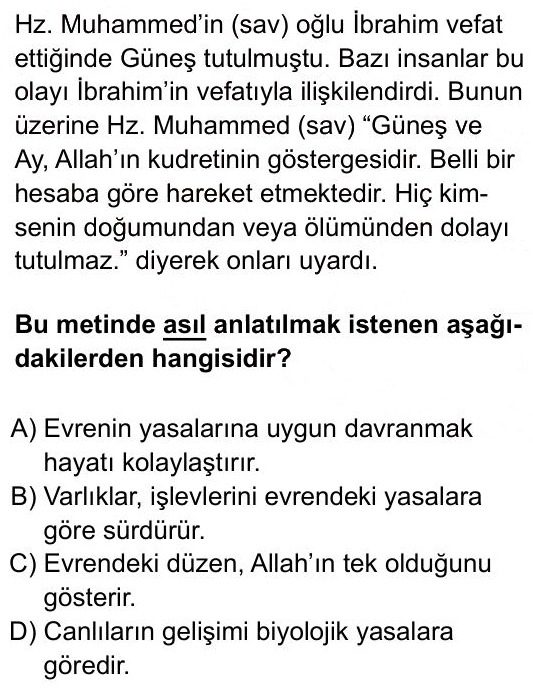 Hz. Muhammed’in (sav) oğlu İbrahim vefat
ettiğinde Güneş tutulmuştu. Bazı insanlar bu
olayı İbrahim’in vefatıyla ilişkilendirdi. Bunun
üzerine Hz. Muhammed (sav) “Güneş ve
Ay, Allah’ın kudretinin göstergesidir. Belli bir
hesaba göre hareket etmektedir. Hiç kim-
senin doğumundan veya ölümünden dolayı
tutulmaz.” diyerek onları uyardı.
Bu metinde asıl anlatılmak istenen aşağı-
dakilerden hangisidir?
A) Evrenin yasalarına uygun davranmak
hayatı kolaylaştırır.
B) Varlıklar, işlevlerini evrendeki yasalara
göre sürdürür.
C) Evrendeki düzen, Allah’ın tek olduğunu
gösterir.
D) Canlıların gelişimi biyolojik yasalara
göredir.